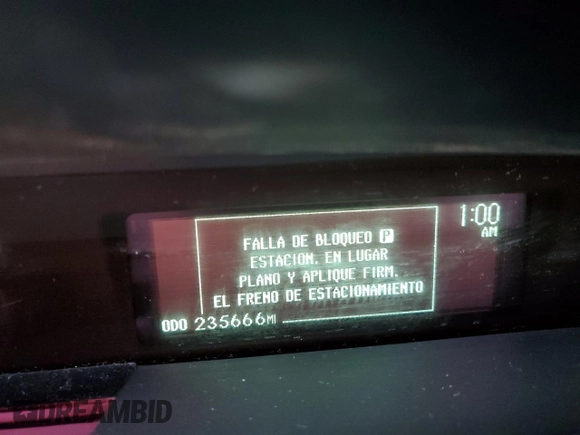 1:00
AM
FALLA DE BLOQUEO P
ESTACION. EN LUGAR
PLANO Y APLIQUE FIRM.
EL FRENO DE ESTACIONAMIENTO
ODO 235666MI
DREAMBID